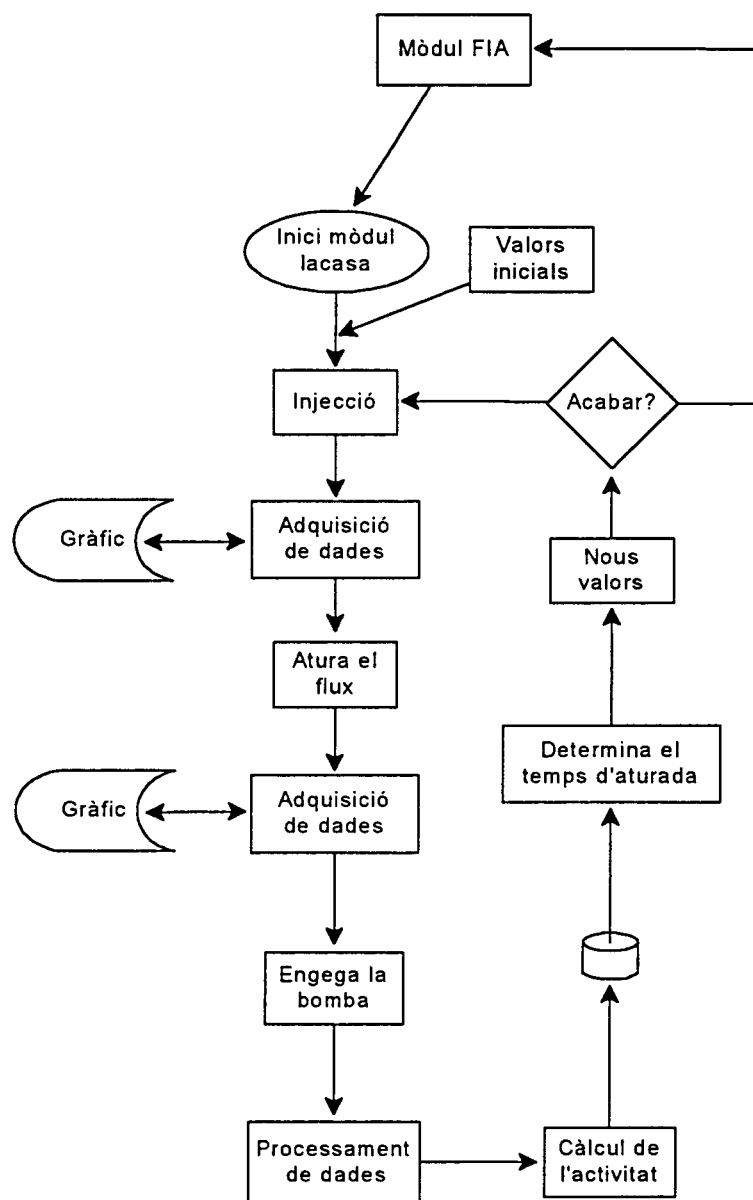 Mòdul FIA
Inici mòdul
lacasa
Valors
inicials
Injecció
Acabar?
Gràfic
Adquisició
de dades
Nous
valors
Atura el
flux
Determina el
temps d'aturada
Gràfic
Adquisició
de dades
Engega la
bomba
Processament
de dades
Càlcul de
l'activitat